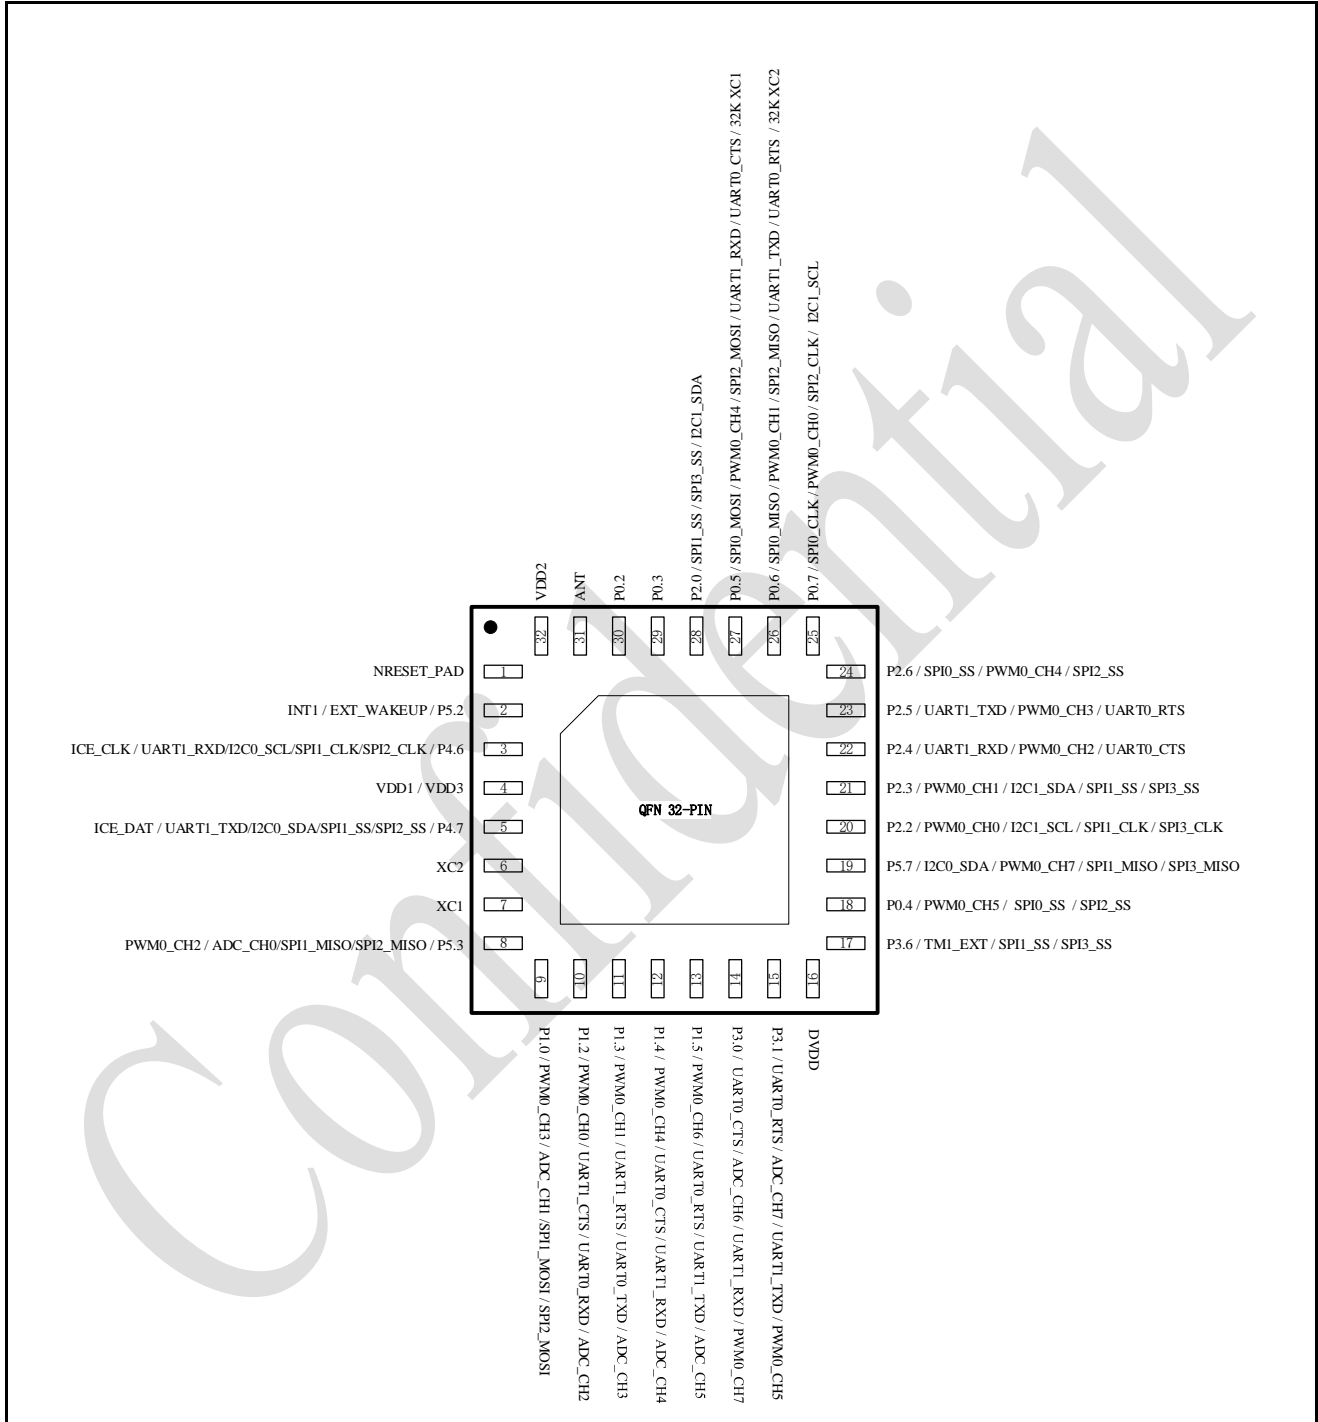 P0.5 / SPI0_MOSI / PWM0_CH4 / SPI2_MOSI / UART1_RXD / UART0_CTS / 32K XC1
P0.6 / SPI0_MISO / PWM0_CH1 / SPI2_MISO / UART1_TXD / UART0_RTS / 32K XC2
P0.7 / SPI0_CLK / PWM0_CH0 / SPI2_CLK / I2C1_SCL
P2.0 / SPI1_SS / SPI3_SS / I2C1_SDA
VDD2
ANT
P0.2
P0.3
32
31
30
29
28
27
26
25
NRESET_PAD 1
INT1 / EXT_WAKEUP / P5.2 2
ICE_CLK / UART1_RXD/I2C0_SCL/SPI1_CLK/SPI2_CLK / P4.6 3
VDD1 / VDD3 4
ICE_DAT / UART1_TXD/I2C0_SDA/SPI1_SS/SPI2_SS / P4.7 5
XC2 6
XC1 7
PWM0_CH2 / ADC_CH0/SPI1_MISO/SPI2_MISO / P5.3 8
QFN 32-PIN
24 P2.6 / SPI0_SS / PWM0_CH4 / SPI2_SS
23 P2.5 / UART1_TXD / PWM0_CH3 / UART0_RTS
22 P2.4 / UART1_RXD / PWM0_CH2 / UART0_CTS
21 P2.3 / PWM0_CH1 / I2C1_SDA / SPI1_SS / SPI3_SS
20 P2.2 / PWM0_CH0 / I2C1_SCL / SPI1_CLK / SPI3_CLK
19 P5.7 / I2C0_SDA / PWM0_CH7 / SPI1_MISO / SPI3_MISO
18 P0.4 / PWM0_CH5 / SPI0_SS / SPI2_SS
17 P3.6 / TM1_EXT / SPI1_SS / SPI3_SS
9
10
11
12
13
14
15
16
P1.0 / PWM0_CH3 / ADC_CH1 /SPI1_MOSI / SPI2_MOSI
P1.2 / PWM0_CH0 / UART1_CTS / UART0_RXD / ADC_CH2
P1.3 / PWM0_CH1 / UART1_RTS / UART0_TXD / ADC_CH3
P1.4 / PWM0_CH4 / UART0_CTS / UART1_RXD / ADC_CH4
P1.5 / PWM0_CH6 / UART0_RTS / UART1_TXD / ADC_CH5
P3.0 / UART0_CTS / ADC_CH6 / UART1_RXD / PWM0_CH7
P3.1 / UART0_RTS / ADC_CH7 / UART1_TXD / PWM0_CH5
DVDD
Confidential